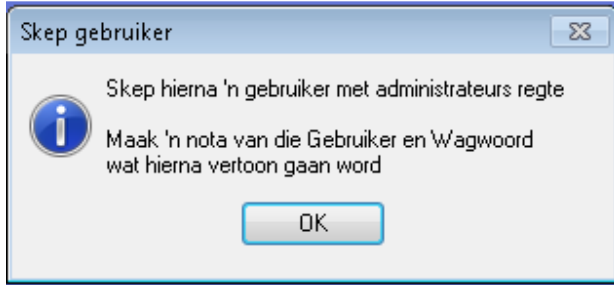 Skep gebruiker
Skep hierna 'n gebruiker met administrateurs regte
Maak 'n nota van die Gebruiker en Wagwoord
wat hierna vertoon gaan word
OK